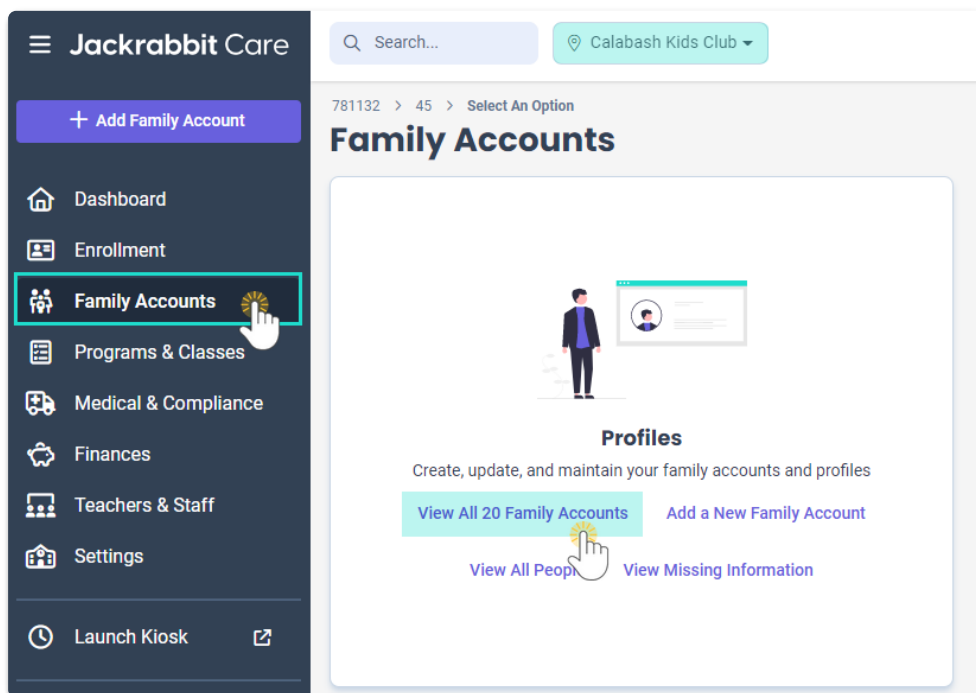 Jackrabbit Care
Search...
Calabash Kids Club
Add Family Account
781132 > 45 > Select An Option
Family Accounts
Dashboard
Enrollment
Family Accounts
Programs & Classes
Medical & Compliance
Finances
Teachers & Staff
Settings
Launch Kiosk
Profiles
Create, update, and maintain your family accounts and profiles
View All 20 Family Accounts
Add a New Family Account
View All
View Missing Information